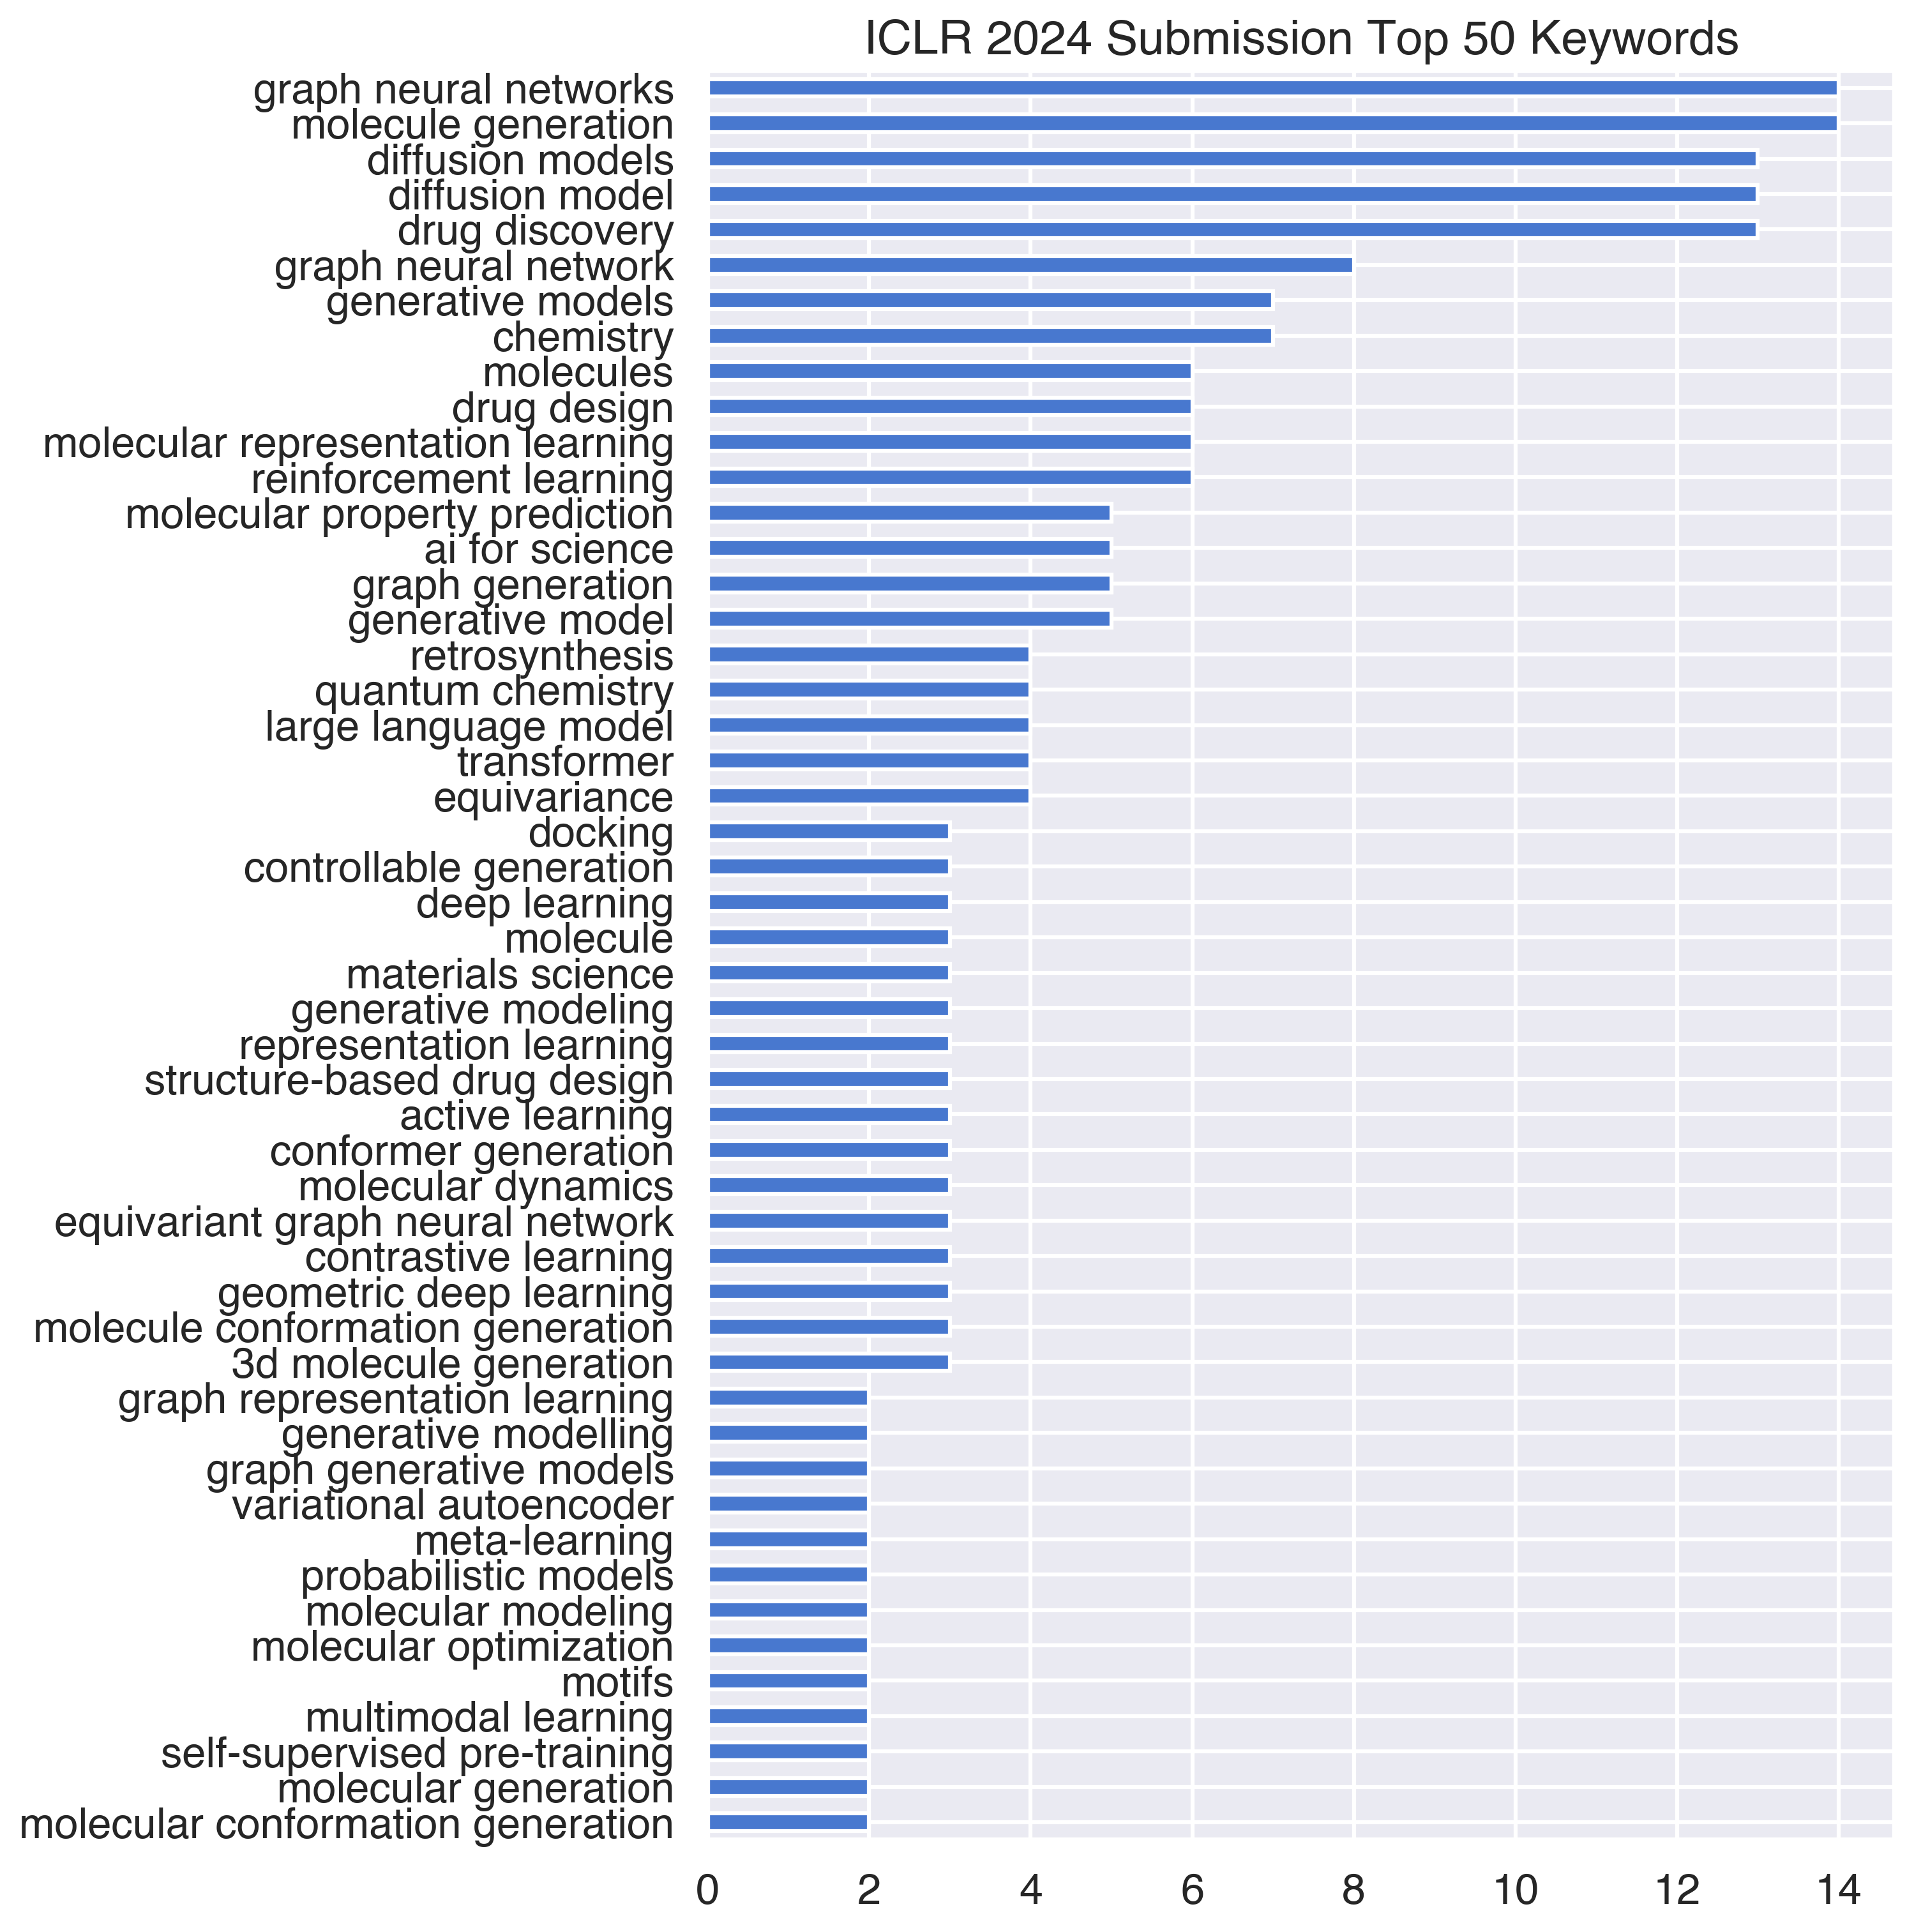 ICLR 2024 Submission Top 50 Keywords
graph neural networks
molecule generation
diffusion models
diffusion model
drug discovery
graph neural network
generative models
chemistry
molecules
drug design
molecular representation learning
reinforcement learning
molecular property prediction
ai for science
graph generation
generative model
retrosynthesis
quantum chemistry
large language model
transformer
equivariance
docking
controllable generation
deep learning
molecule
materials science
generative modeling
representation learning
structure-based drug design
active learning
conformer generation
molecular dynamics
equivariant graph neural network
contrastive learning
geometric deep learning
molecule conformation generation
3d molecule generation
graph representation learning
generative modelling
graph generative models
variational autoencoder
meta-learning
probabilistic models
molecular modeling
molecular optimization
motifs
multimodal learning
self-supervised pre-training
molecular generation
molecular conformation generation
0 2 4 6 8 10 12 14